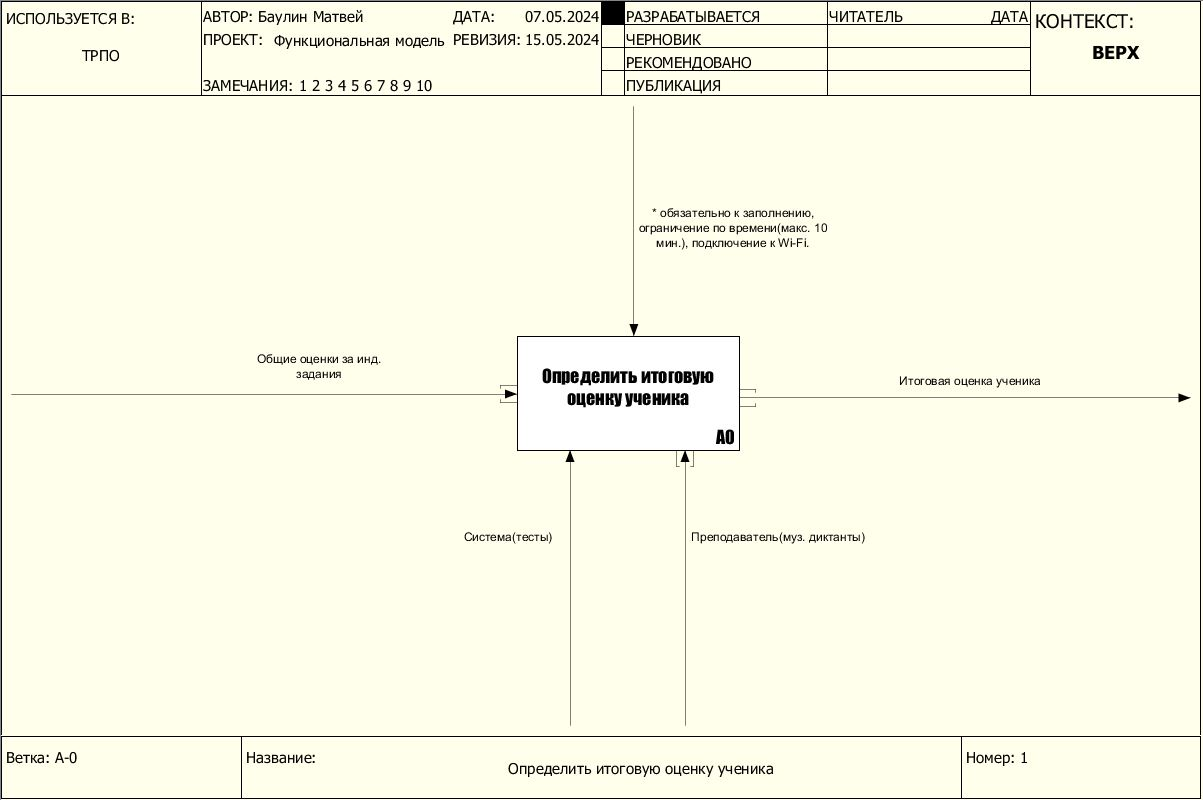 ИСПОЛЬЗУЕТСЯ В:
ТРПО
АВТОР: Баулин Матвей
ДАТА: 07.05.2024
ПРОЕКТ: Функциональная модель
РЕВИЗИЯ: 15.05.2024
ЗАМЕЧАНИЯ: 1 2 3 4 5 6 7 8 9 10
РАЗРАБАТЫВАЕТСЯ
ЧЕРНОВИК
РЕКОМЕНДОВАНО
ПУБЛИКАЦИЯ
ЧИТАТЕЛЬ
ДАТА
КОНТЕКСТ:
ВЕРХ
* обязательно к заполнению,
ограничение по времени(макс. 10
мин.), подключение к Wi-Fi.
Общие оценки за инд.
задания
Определить итоговую
оценку ученика
A0
Итоговая оценка ученика
Система(тесты)
Преподаватель(муз. диктанты)
Ветка: A-0
Название:
Определить итоговую оценку ученика
Номер: 1